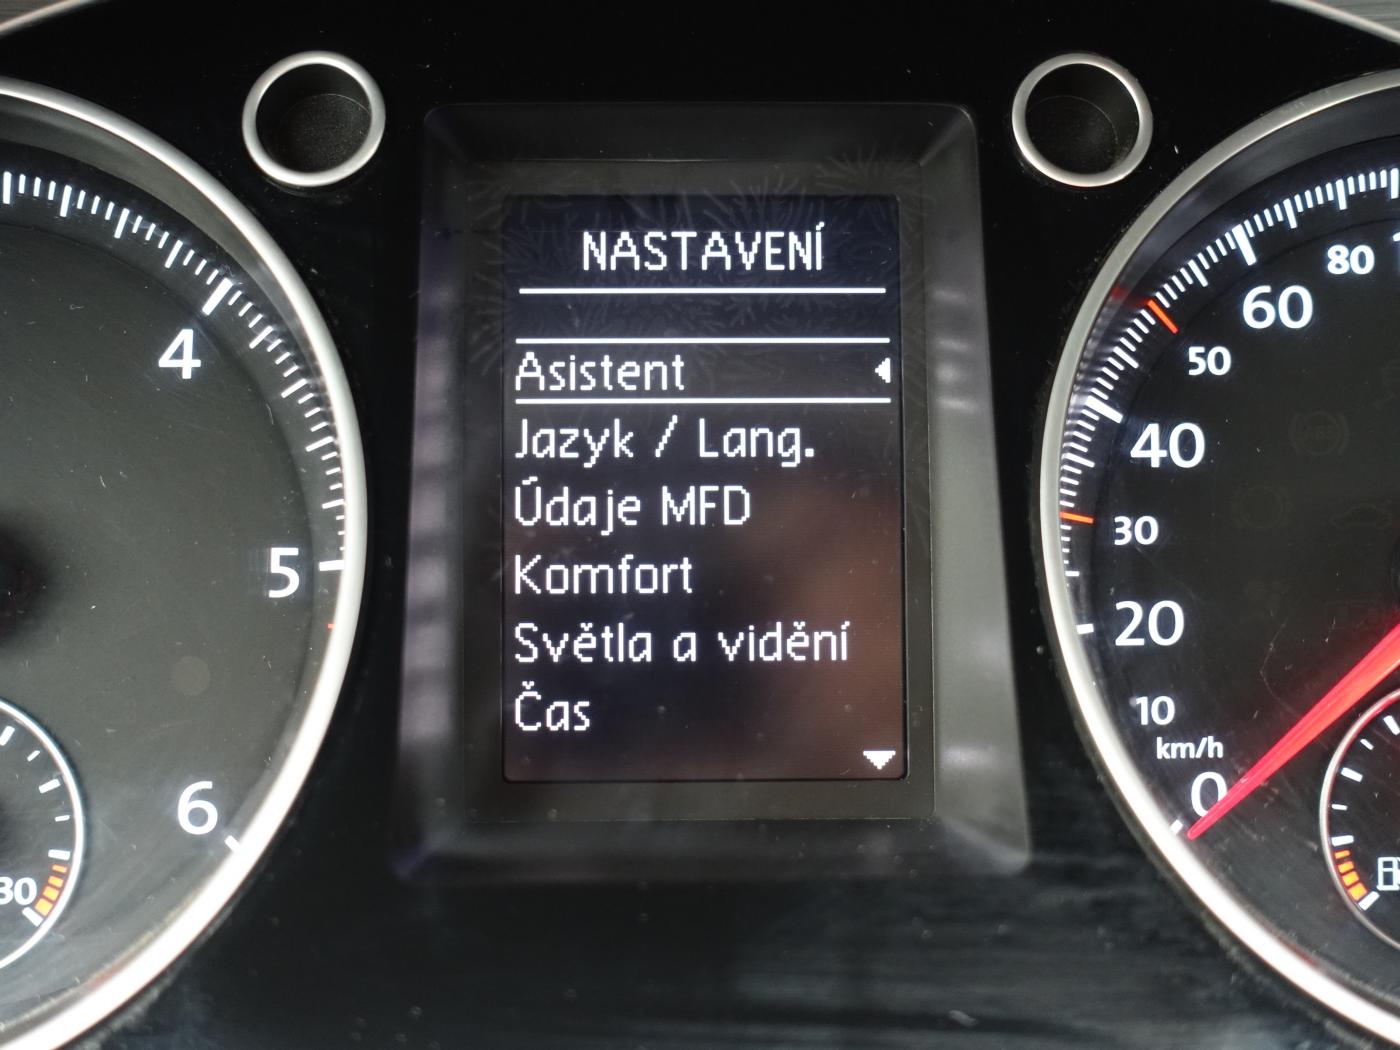 NASTAVENÍ
Asistent
Jazyk / Lang.
Údaje MFD
Komfort
Světla a vidění
Čas
4
5
6
30
80
60
50
40
30
20
10
km/h
0